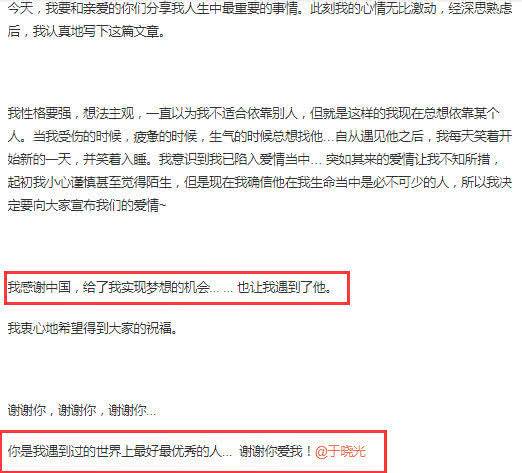 今天，我要和亲爱的你们分享我人生中最重要的事情。此刻我的心情无比激动，经深思熟虑
后，我认真地写下这篇文章。
我性格要强，想法主观，一直以为我不适合依靠别人，但就是这样的我现在总想依靠某个
人。当我受伤的时候，疲惫的时候，生气的时候总想找他...自从遇见他之后，我每天笑着开
始新的一天，并笑着入睡。我意识到我已陷入爱情当中... 突如其来的爱情让我不知所措，
起初我小心谨慎甚至觉得陌生，但是现在我确信他在我生命当中是必不可少的人，所以我决
定要向大家宣布我们的爱情~
我感谢中国，给了我实现梦想的机会... ... 也让我遇到了他。
我衷心地希望得到大家的祝福。
谢谢你，谢谢你，谢谢你...
你是我遇到过的世界上最好最优秀的人... 谢谢你爱我！@于晓光